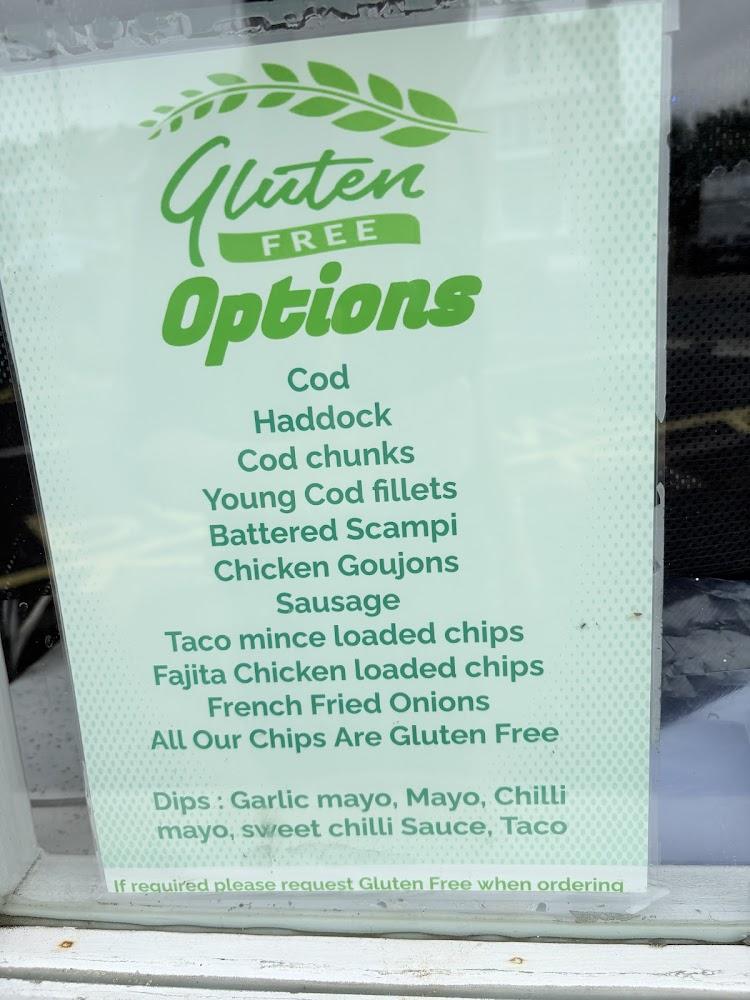 Gluten
FREE
Options
Cod
Haddock
Cod chunks
Young Cod fillets
Battered Scampi
Chicken Goujons
Sausage
Taco mince loaded chips
Fajita Chicken loaded chips
French Fried Onions
All Our Chips Are Gluten Free
Dips : Garlic mayo, Mayo, Chilli
mayo, sweet chilli Sauce, Taco
If required please request Gluten Free when ordering